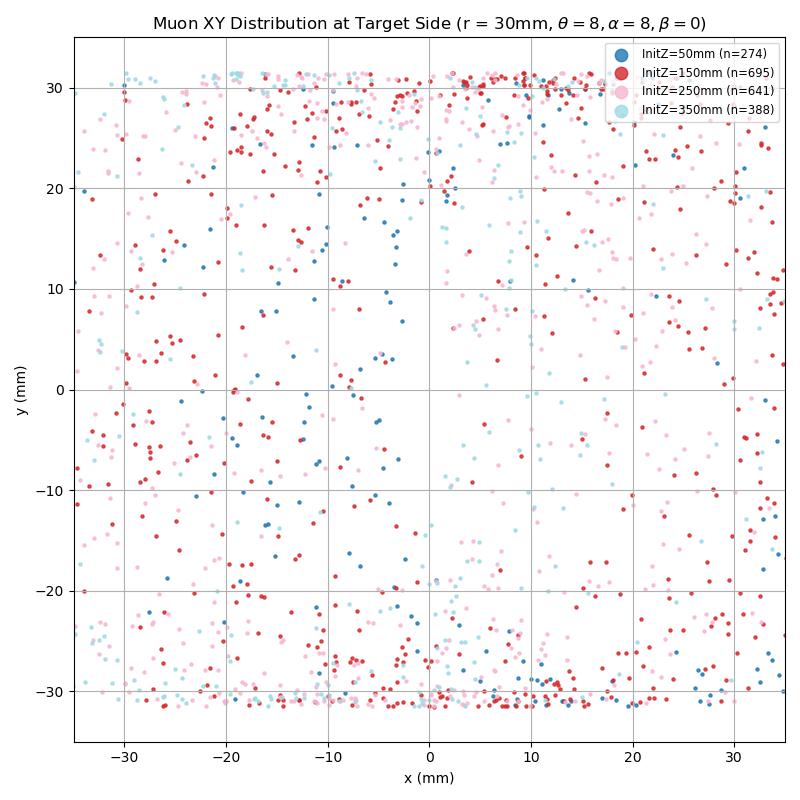 Muon XY Distribution at Target Side (r = 30mm, θ = 8, α = 8, β = 0)
InitZ=50mm (n=274)
InitZ=150mm (n=695)
InitZ=250mm (n=641)
InitZ=350mm (n=388)
30
20
10
0
−10
−20
−30
y (mm)
−30 −20 −10 0 10 20 30
x (mm)